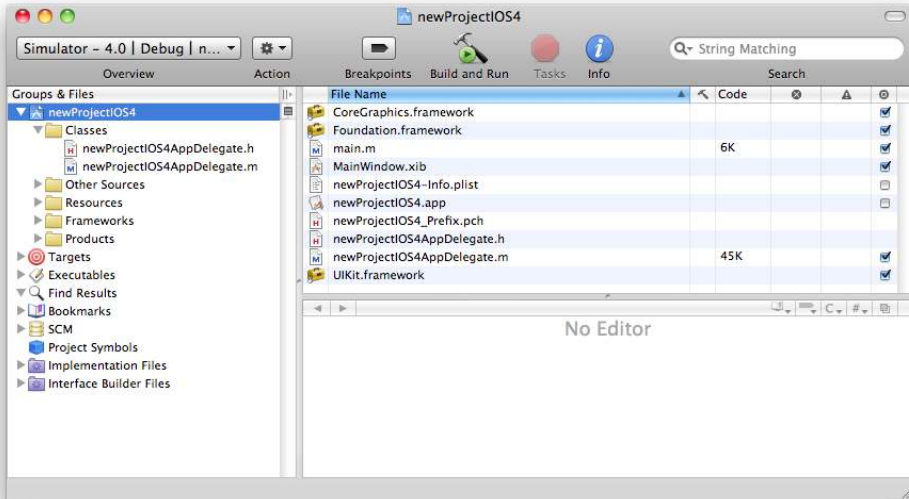 newProjectIOS4
Simulator - 4.0 | Debug | n...
Overview
Action
Breakpoints
Build and Run
Tasks
Info
String Matching
Search
Groups & Files
newProjectIOS4
Classes
newProjectIOS4AppDelegate.h
newProjectIOS4AppDelegate.m
Other Sources
Resources
Frameworks
Products
Targets
Executables
Find Results
Bookmarks
SCM
Project Symbols
Implementation Files
Interface Builder Files
File Name
Code
CoreGraphics.framework
Foundation.framework
main.m 6K
MainWindow.xib
newProjectIOS4-Info.plist
newProjectIOS4.app
newProjectIOS4_Prefix.pch
newProjectIOS4AppDelegate.h
newProjectIOS4AppDelegate.m 45K
UIKit.framework
C
#
No Editor